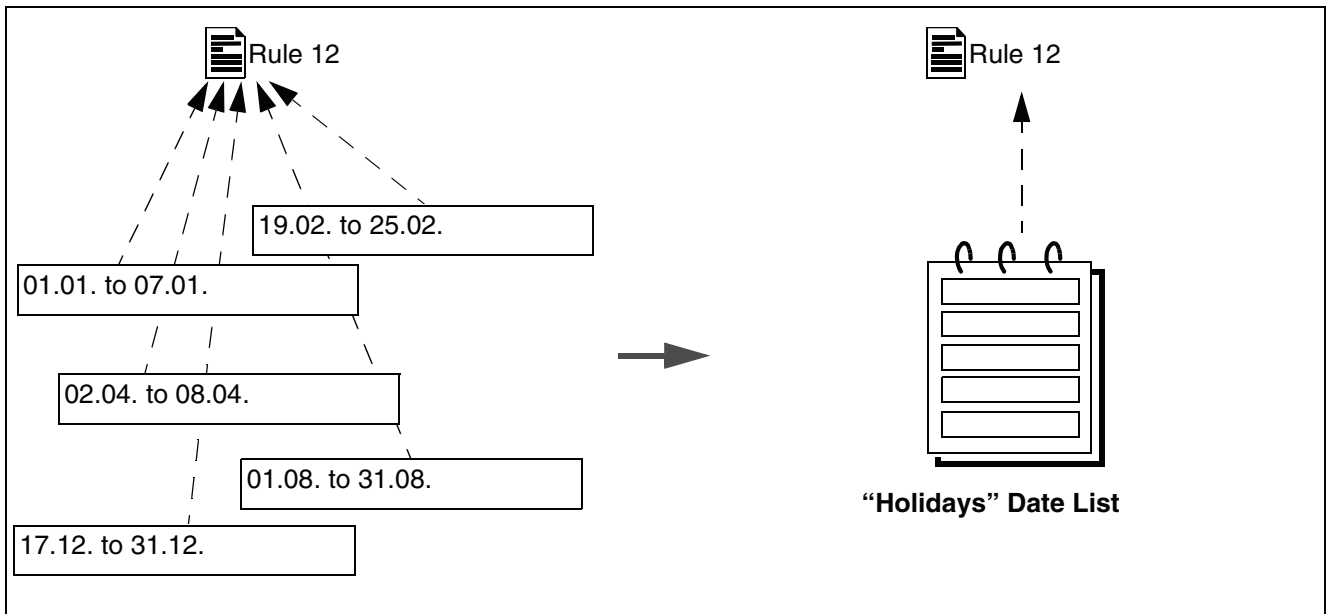 Rule 12
Rule 12
19.02. to 25.02.
01.01. to 07.01.
02.04. to 08.04.
01.08. to 31.08.
17.12. to 31.12.
“Holidays” Date List